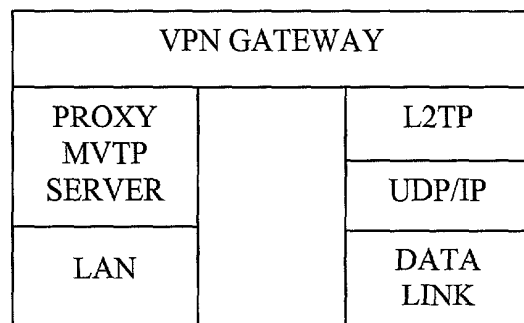 VPN GATEWAY
PROXY
MVTP
SERVER
LAN
L2TP
UDP/IP
DATA
LINK